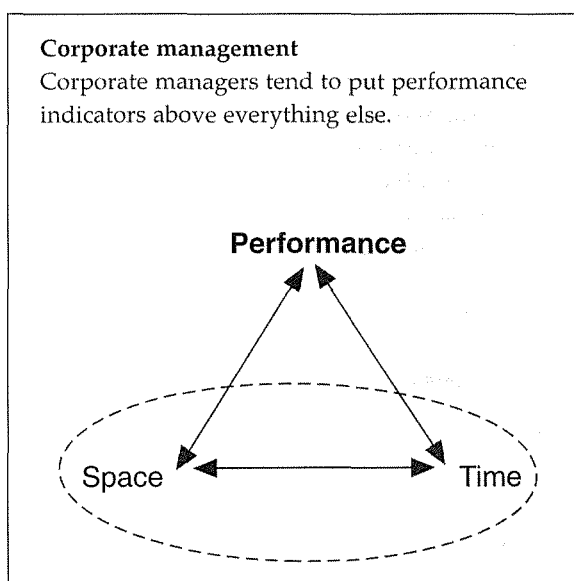 Corporate management
Corporate managers tend to put performance
indicators above everything else.
Performance
Space
Time